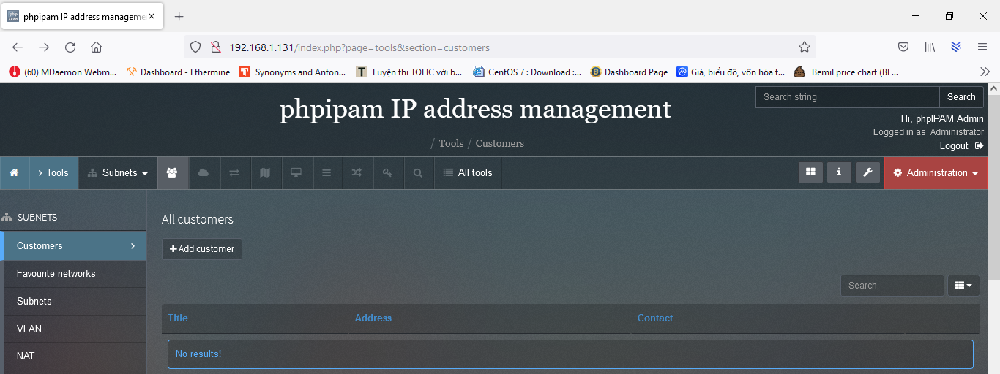 phpipam IP address manageme
192.168.1.131/index.php?page=tools&section=customers
(60) MDaemon Webm... Dashboard - Ethermine Synonyms and Anton... Luyện thi TOEIC với b... CentOS 7 : Download :... Dashboard Page Giá, biểu đồ, vốn hóa t... Bemil price chart (BE...
phpipam IP address management
/ Tools / Customers
Search string Search
Hi, phpIPAM Admin
Logged in as Administrator
Logout
Tools Subnets All tools Administration
SUBNETS
Customers
Favourite networks
Subnets
VLAN
NAT
All customers
Add customer
Search
Title Address Contact
No results!